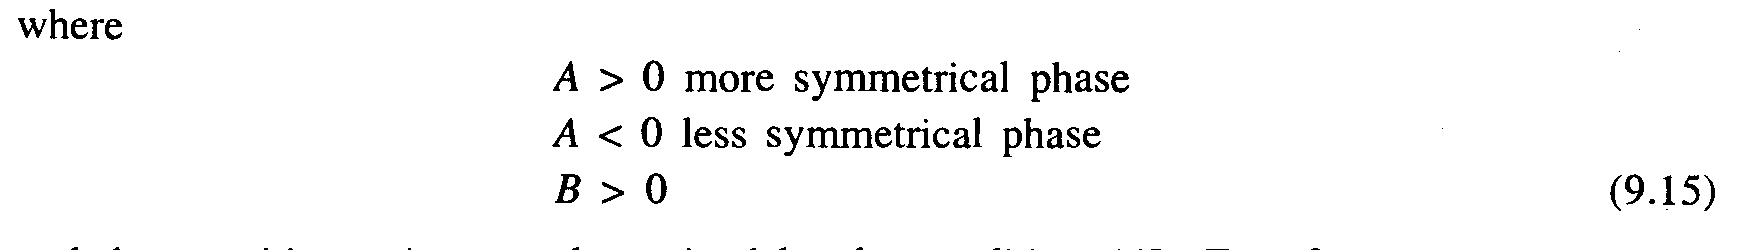 where
A > 0 more symmetrical phase
A < 0 less symmetrical phase
B > 0 (9.15)